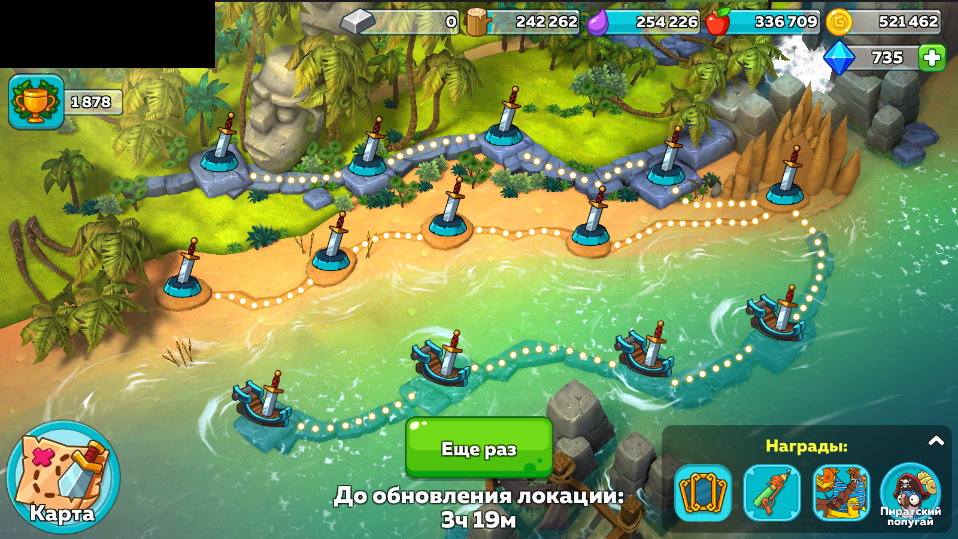 0
242 262
254 226
336 709
521 462
735
1 878
Еще раз
До обновления локации:
3ч 19м
Карта
Награды:
Пиратский
попугай